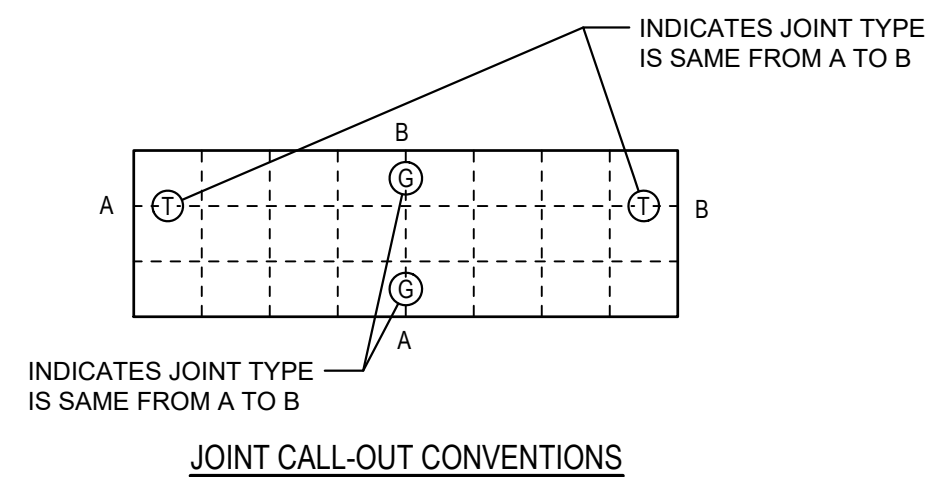 INDICATES JOINT TYPE
IS SAME FROM A TO B
B
G
A
T
T
B
G
A
INDICATES JOINT TYPE
IS SAME FROM A TO B
JOINT CALL-OUT CONVENTIONS